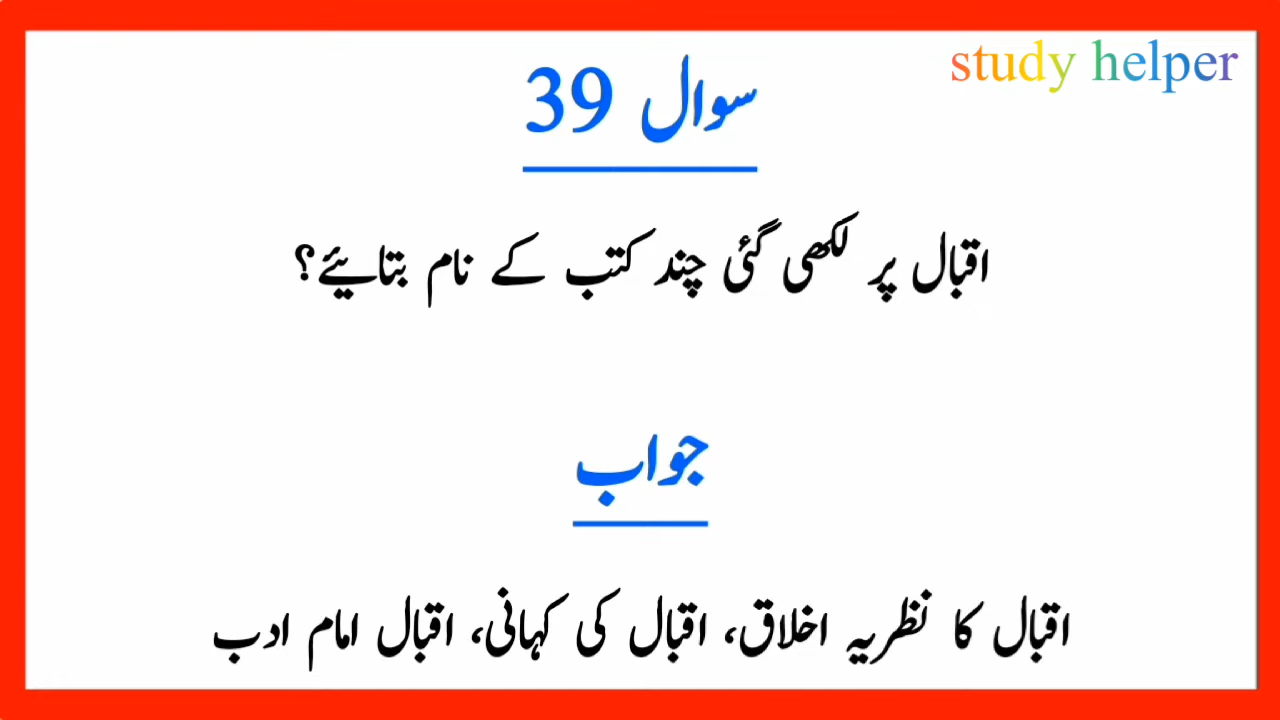 study helper
سوال 39
اقبال پر لکھی گئی چند کتب کے نام بتایئے؟
جواب
اقبال کا نظریہ اخلاق، اقبال کی کہانی، اقبال امام ادب